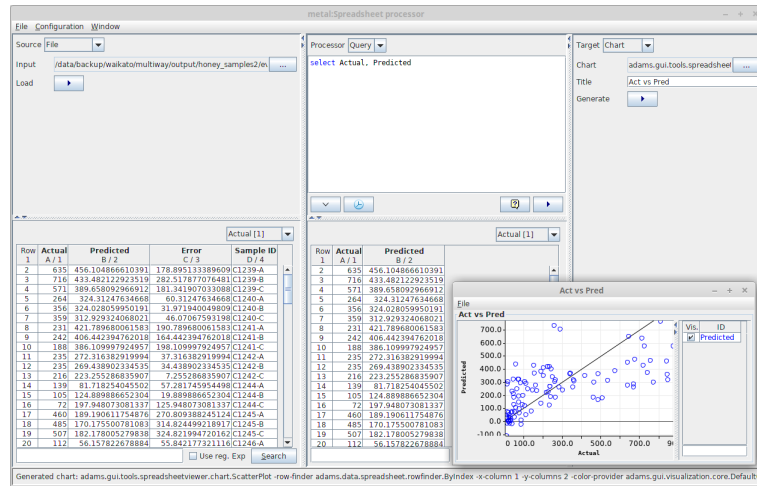 metal:Spreadsheet processor
File Configuration Window
Source File
Input /data/backup/waikato/multiway/output/honey_samples2/ev ...
Load
Processor Query
select Actual, Predicted
Target Chart
Chart adams.gui.tools.spreadsheet ...
Title Act vs Pred
Generate
Actual [1]
Row Actual Predicted Error Sample ID
1 A / 1 B / 2 C / 3 D / 4
2 635 456.104866610391 178.895133389609 C1239-A
3 716 433.482122923519 282.517877076481 C1239-B
4 571 389.658092966912 181.341907033088 C1239-C
5 264 324.31247634668 60.31247634668 C1240-A
6 356 324.028059950191 31.971940049809 C1240-B
7 359 312.929324068021 46.07067593198 C1240-C
8 231 421.789680061583 190.789680061583 C1241-A
9 242 406.442394762018 164.442394762018 C1241-B
10 188 386.109997924957 198.109997924957 C1241-C
11 235 272.316382919994 37.316382919994 C1242-A
12 235 269.438902334535 34.438902334535 C1242-B
13 216 223.255286835907 7.255286835907 C1242-C
14 139 81.718254045502 57.281745954498 C1244-A
15 105 124.889886652304 19.889886652304 C1244-B
16 72 197.948073081337 125.948073081337 C1244-C
17 460 189.190611754876 270.809388245124 C1245-A
18 485 170.175500781083 314.824499218917 C1245-B
19 507 182.178005279838 324.821994720162 C1245-C
20 112 56.157822678884 55.842177321116 C1246-A
Use reg. Exp Search
Actual [1]
Row Actual Predicted
1 A / 1 B / 2
2 635 456.104866610391
3 716 433.482122923519
4 571 389.658092966912
5 264 324.31247634668
6 356 324.028059950191
7 359 312.929324068021
8 231 421.789680061583
9 242 406.442394762018
10 188 386.109997924957
11 235 272.316382919994
12 235 269.438902334535
13 216 223.255286835907
14 139 81.718254045502
15 105 124.889886652304
16 72 197.948073081337
17 460 189.190611754876
18 485 170.175500781083
19 507 182.178005279838
20 112 56.157822678884
Act vs Pred
File
Act vs Pred
Predicted
700.0
600.0
500.0
400.0
300.0
200.0
100.0
0.0
-100.0
0 100.0 300.0 500.0 700.0 90
Actual
Vis. ID
Predicted
Generated chart: adams.gui.tools.spreadsheetviewer.chart.ScatterPlot -row-finder adams.data.spreadsheet.rowfinder.ByIndex -x-column 1 -y-columns 2 -color-provider adams.gui.visualization.core.Default